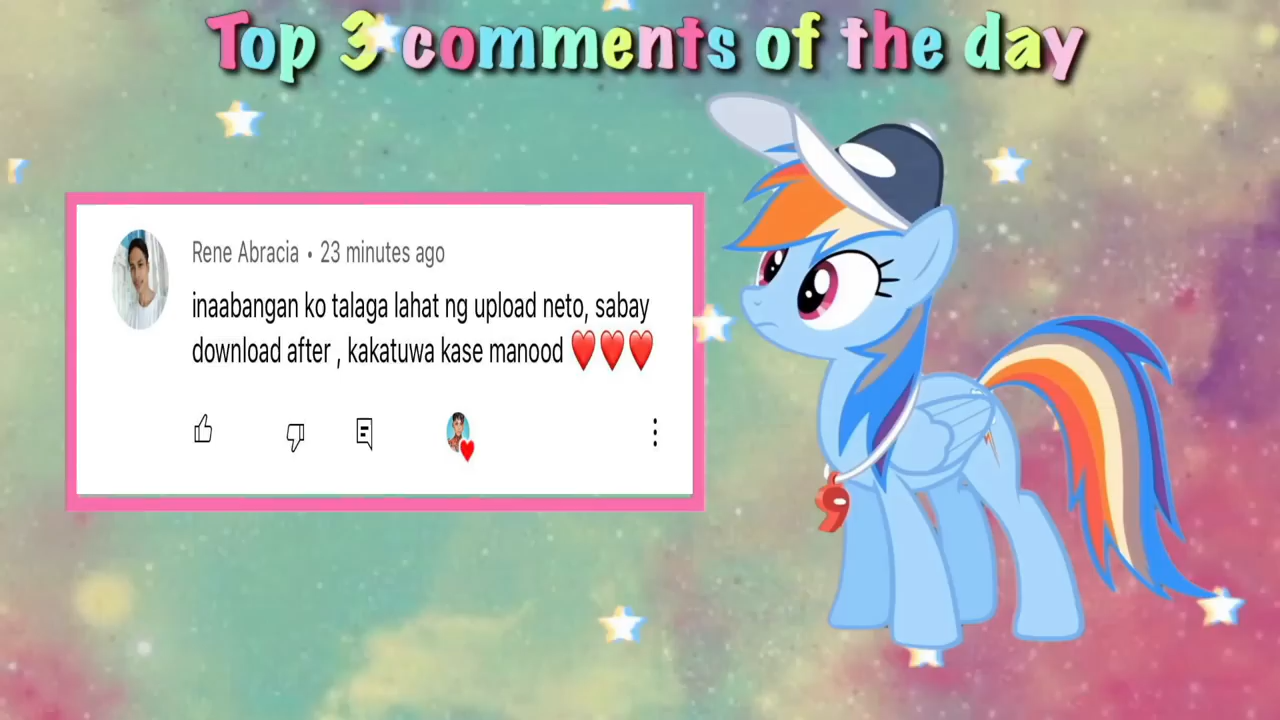 Top 3 comments of the day
Rene Abracia • 23 minutes ago
inaabangan ko talaga lahat ng upload neto, sabay
download after , kakatuwa kase manood ❤️❤️❤️